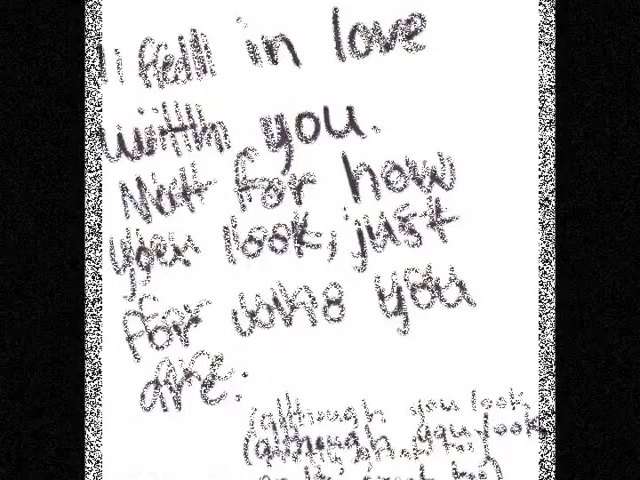 i fell in love
with you.
Not for how
you look, just
for who you
are.
(although you look